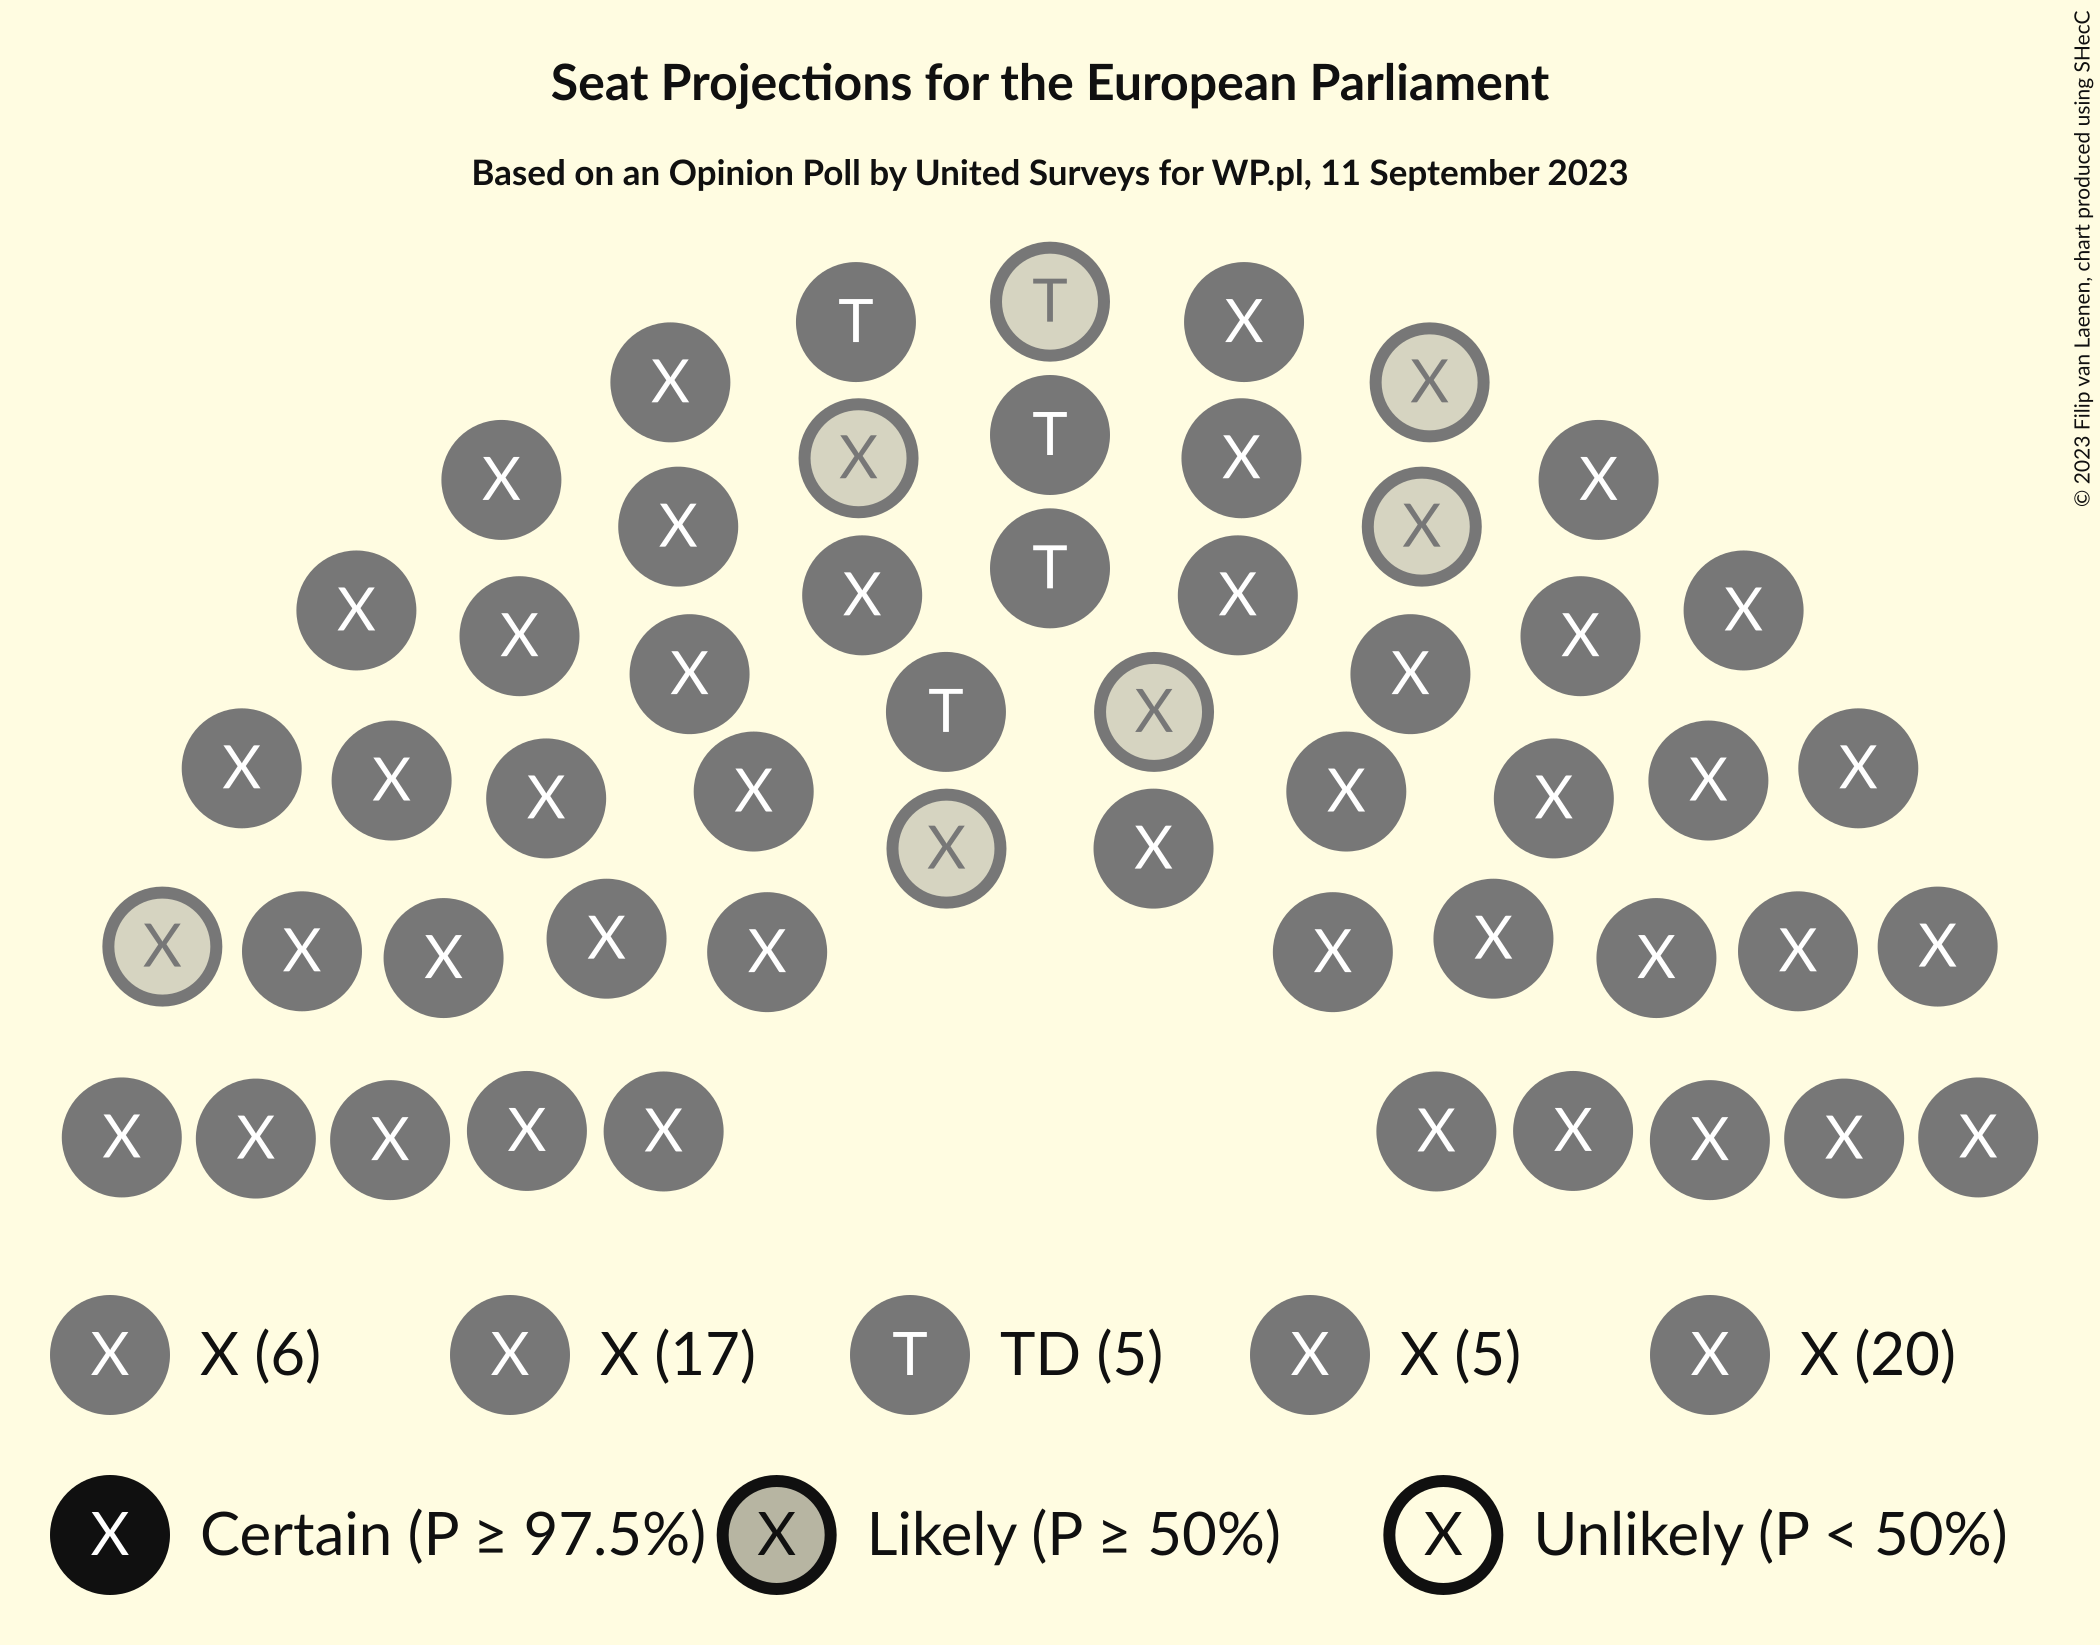 Seat Projections for the European Parliament
Based on an Opinion Poll by United Surveys for WP.pl, 11 September 2023
© 2023 Filip van Laenen, chart produced using SHecC
T
T X
X X
T
X T X
X X
X X
T
X X X
X X X X
X X
T X
X X X X
X X X X
X X
X X
X X X X
X X X X
X X X X
X X
X X X X X
X X X X X
X X (6) X X (17) T TD (5) X X (5) X X (20)
X Certain (P ≥ 97.5%) X Likely (P ≥ 50%) X Unlikely (P < 50%)